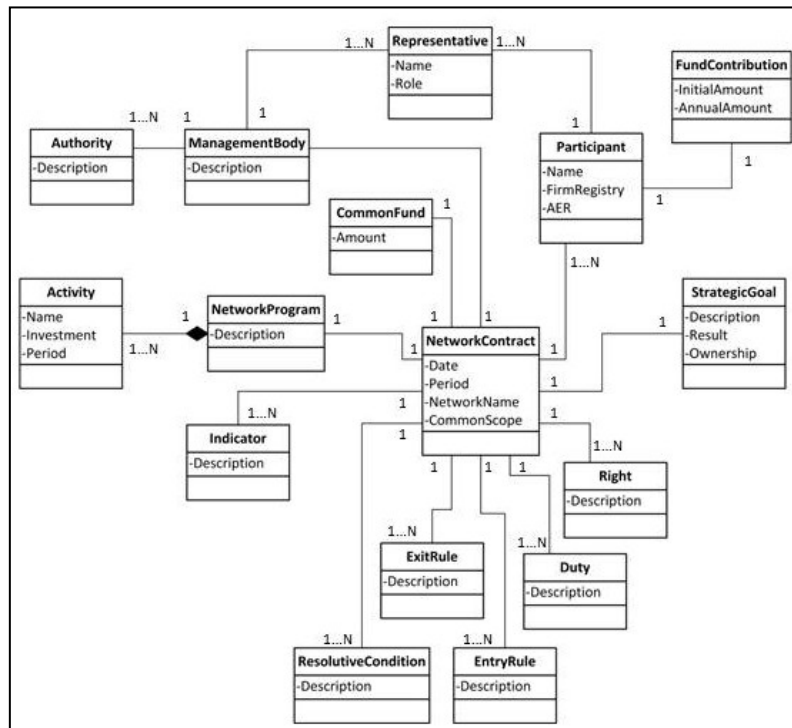 1...N
Representative
-Name
-Role
1...N
FundContribution
-InitialAmount
-AnnualAmount
1
1
1
Authority
-Description
1...N
1
ManagementBody
-Description
Participant
-Name
-FirmRegistry
-AER
1
1
CommonFund
-Amount
1
1...N
Activity
-Name
-Investment
-Period
1
1...N
NetworkProgram
-Description
1
1
1
1
NetworkContract
-Date
-Period
-NetworkName
-CommonScope
1
1
1
StrategicGoal
-Description
-Result
-Ownership
1
1...N
Indicator
-Description
1
1
1
1
1
1
1...N
Right
-Description
1...N
ExitRule
-Description
1...N
Duty
-Description
1...N
ResolutiveCondition
-Description
1...N
EntryRule
-Description